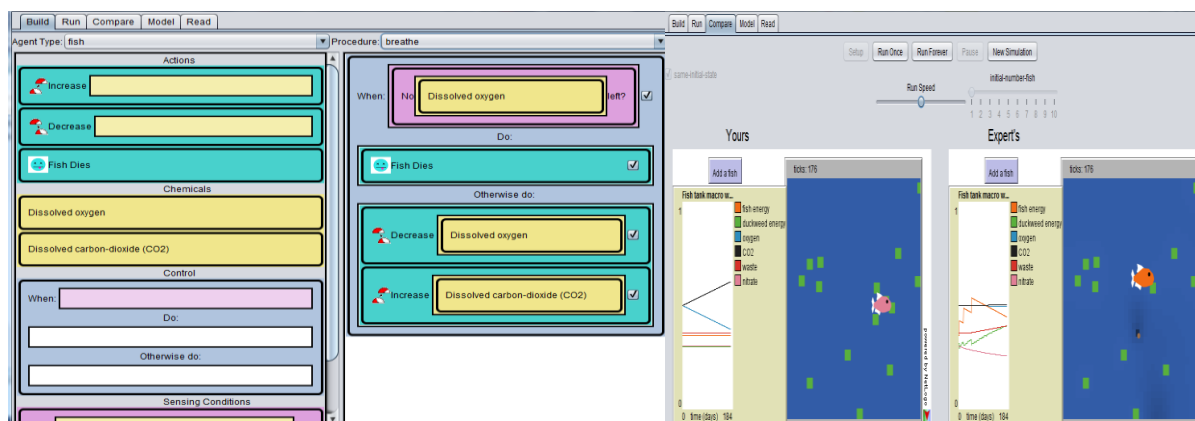 Build Run Compare Model Read
Agent Type: fish
Procedure: breathe
Actions
Increase
Decrease
Fish Dies
Chemicals
Dissolved oxygen
Dissolved carbon-dioxide (CO2)
Control
When:
Do:
Otherwise do:
Sensing Conditions
When: No Dissolved oxygen left?
Do:
Fish Dies
Otherwise do:
Decrease Dissolved oxygen
Increase Dissolved carbon-dioxide (CO2)
Build Run Compare Model Read
Setup Run Once Run Forever Pause New Simulation
same-initial-state
Run Speed
initial-number-fish
1 2 3 4 5 6 7 8 9 10
Yours
Add a fish
ticks: 176
Fish tank macro w...
1
fish energy
duckweed energy
oxygen
CO2
waste
nitrate
0
0 time (days) 184
powered by NetLogo
Expert's
Add a fish
ticks: 176
Fish tank macro w...
1
fish energy
duckweed energy
oxygen
CO2
waste
nitrate
0
0 time (days) 184